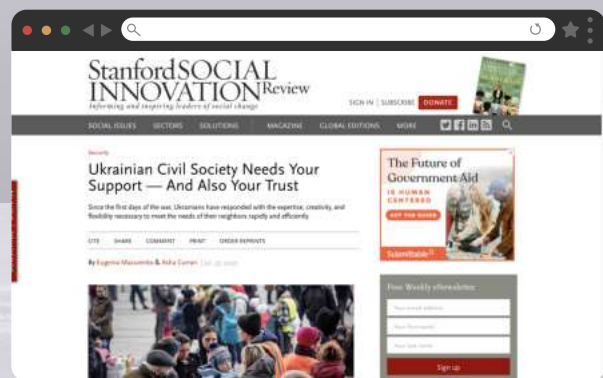 Stanford SOCIAL
INNOVATION Review
Informing and inspiring leaders of social change
SIGN IN | SUBSCRIBE DONATE
SOCIAL ISSUES SECTORS SOLUTIONS MAGAZINE GLOBAL EDITIONS MORE
Security
Ukrainian Civil Society Needs Your
Support — And Also Your Trust
Since the first days of the war, Ukrainians have responded with the expertise, creativity, and
flexibility necessary to meet the needs of their neighbors rapidly and efficiently.
CITE SHARE COMMENT PRINT ORDER REPRINTS
By Eugenia Mazurenko & Asha Curran
The Future of
Government Aid
IS HUMAN
CENTERED
GET THE GUIDE
Submittable
Free Weekly eNewsletter
Your email address
Your first name
Your last name
Sign up